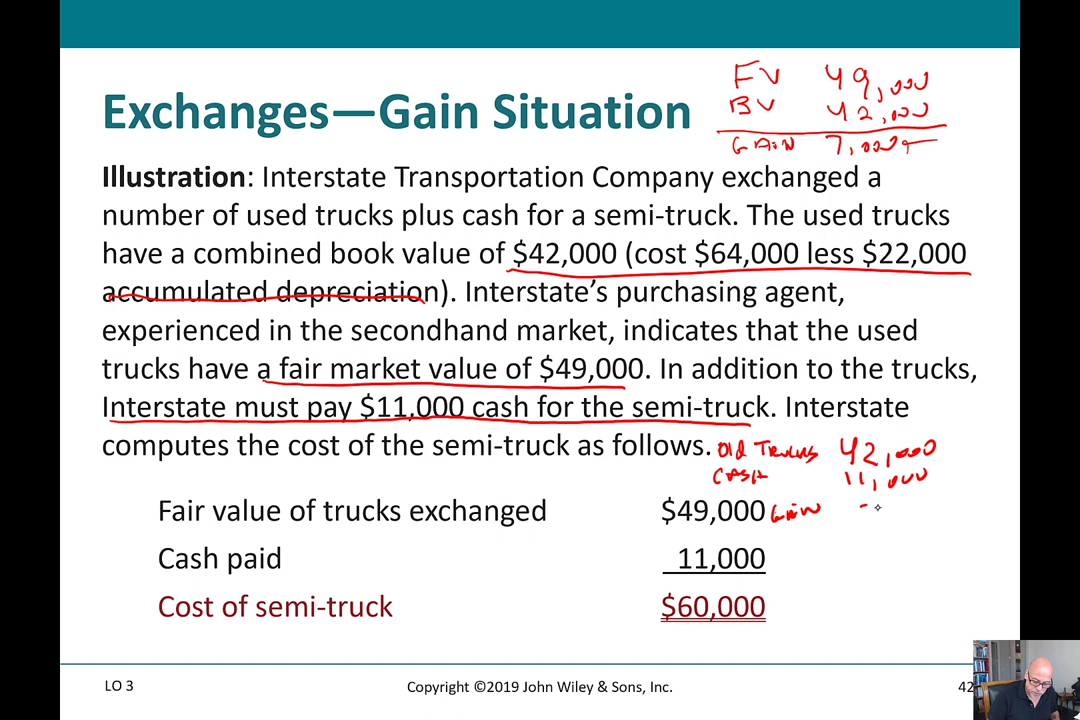 FV 49,000
BV 42,000
GAIN 7,000
Exchanges—Gain Situation
Illustration: Interstate Transportation Company exchanged a
number of used trucks plus cash for a semi-truck. The used trucks
have a combined book value of $42,000 (cost $64,000 less $22,000
accumulated depreciation). Interstate’s purchasing agent,
experienced in the secondhand market, indicates that the used
trucks have a fair market value of $49,000. In addition to the trucks,
Interstate must pay $11,000 cash for the semi-truck. Interstate
computes the cost of the semi-truck as follows.
Old Trucks 42,000
CASH 11,000
Fair value of trucks exchanged $49,000 GAIN
Cash paid 11,000
Cost of semi-truck $60,000
LO 3 Copyright ©2019 John Wiley & Sons, Inc. 42